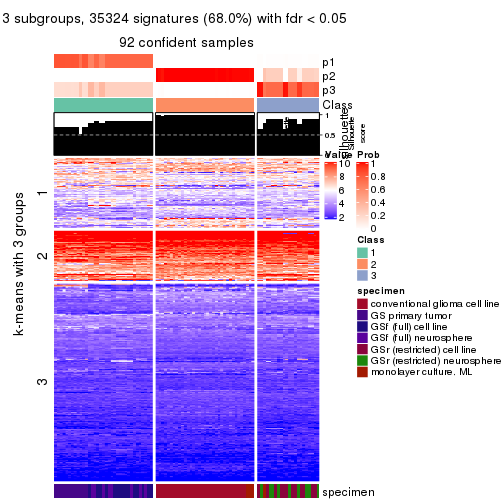 3 subgroups, 35324 signatures (68.0%) with fdr < 0.05
92 confident samples
p1
p2
p3
Class
1
0.5
Silhouette
score
k-means with 3 groups
1
2
3
Value
10
8
6
4
2
Prob
1
0.8
0.6
0.4
0.2
0
Class
1
2
3
specimen
conventional glioma cell line
GS primary tumor
GSf (full) cell line
GSf (full) neurosphere
GSr (restricted) cell line
GSr (restricted) neurosphere
monolayer culture. ML
specimen